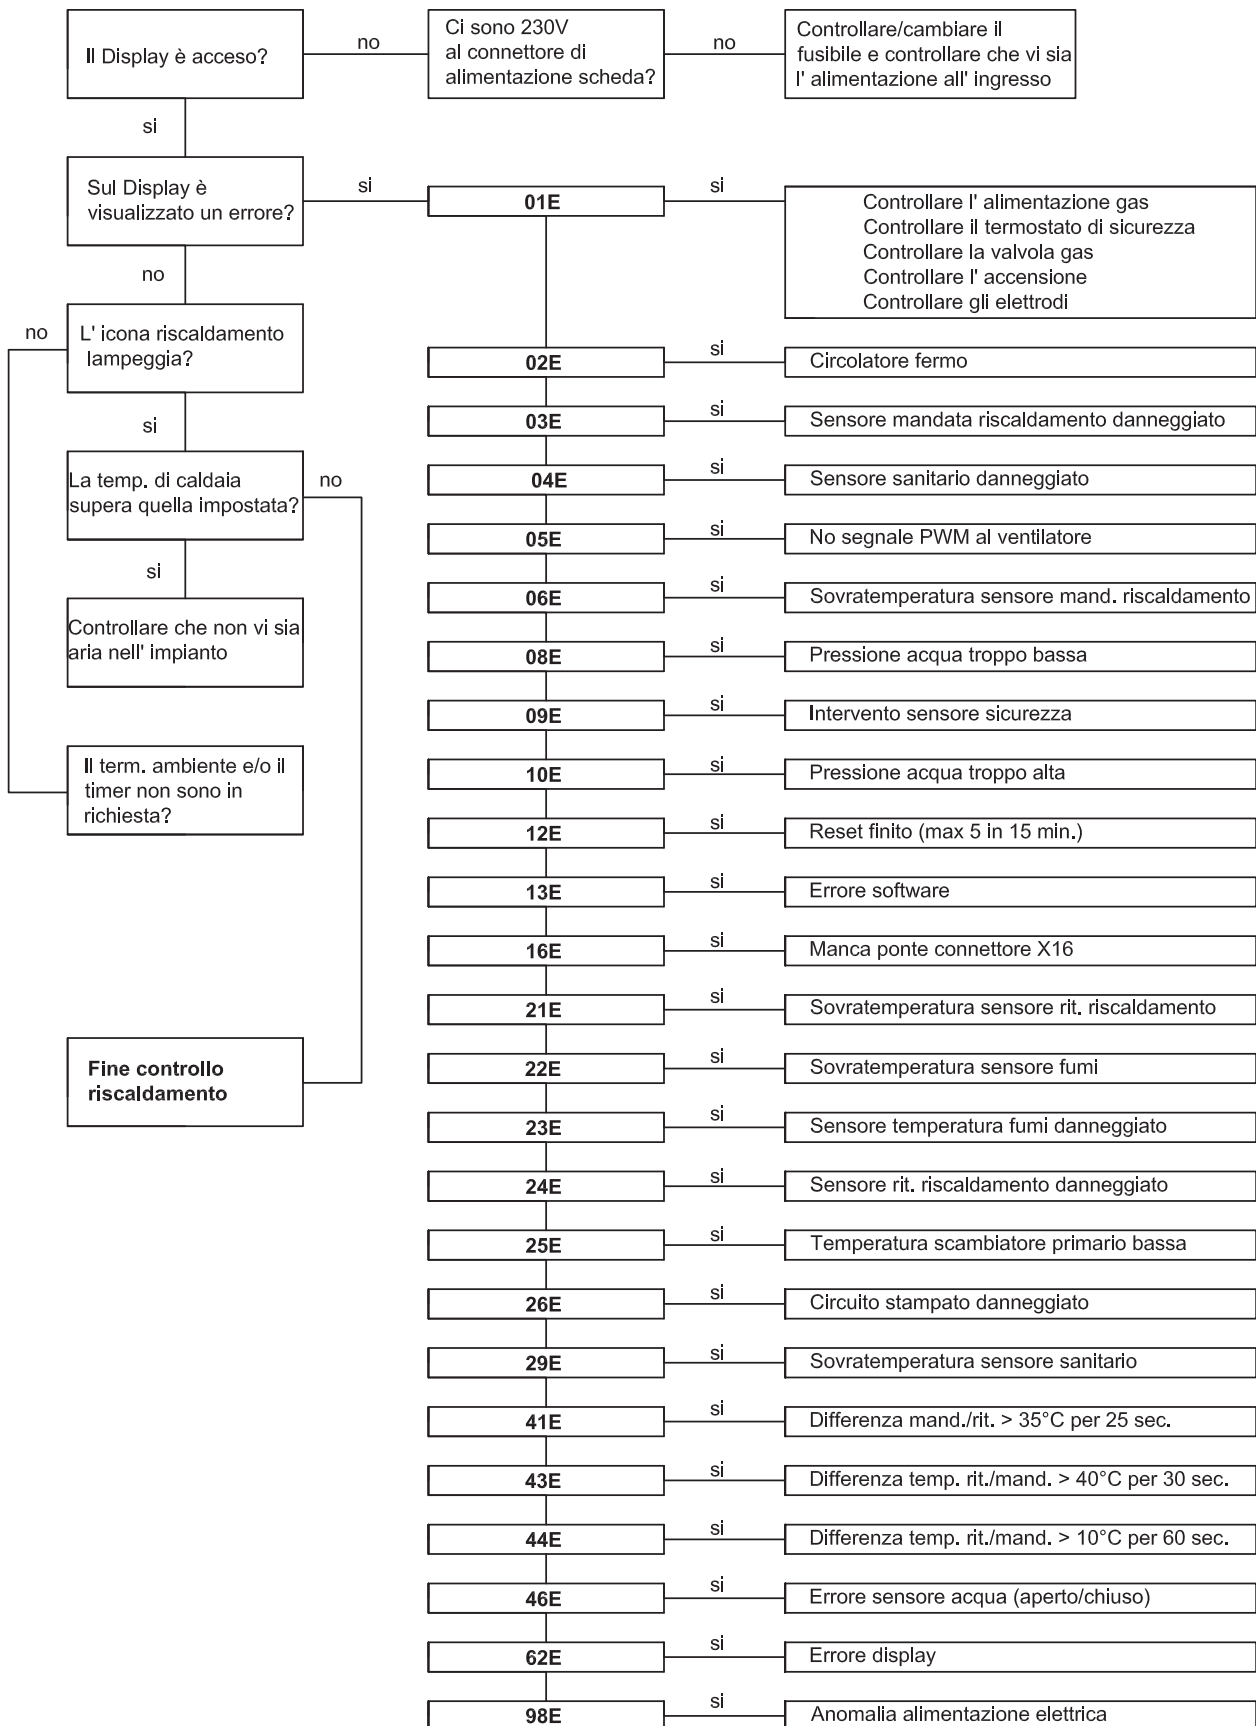 Il Display è acceso?
no
Ci sono 230V
al connettore di
alimentazione scheda?
no
Controllare/cambiare il
fusibile e controllare che vi sia
l' alimentazione all' ingresso
si
Sul Display è
visualizzato un errore?
si
01E
si
Controllare l' alimentazione gas
Controllare il termostato di sicurezza
Controllare la valvola gas
Controllare l' accensione
Controllare gli elettrodi
no
L' icona riscaldamento
lampeggia?
no
si
La temp. di caldaia
supera quella impostata?
no
si
Controllare che non vi sia
aria nell' impianto
Il term. ambiente e/o il
timer non sono in
richiesta?
Fine controllo
riscaldamento
02E
si
Circolatore fermo
03E
si
Sensore mandata riscaldamento danneggiato
04E
si
Sensore sanitario danneggiato
05E
si
No segnale PWM al ventilatore
06E
si
Sovratemperatura sensore mand. riscaldamento
08E
si
Pressione acqua troppo bassa
09E
si
Intervento sensore sicurezza
10E
si
Pressione acqua troppo alta
12E
si
Reset finito (max 5 in 15 min.)
13E
si
Errore software
16E
si
Manca ponte connettore X16
21E
si
Sovratemperatura sensore rit. riscaldamento
22E
si
Sovratemperatura sensore fumi
23E
si
Sensore temperatura fumi danneggiato
24E
si
Sensore rit. riscaldamento danneggiato
25E
si
Temperatura scambiatore primario bassa
26E
si
Circuito stampato danneggiato
29E
si
Sovratemperatura sensore sanitario
41E
si
Differenza mand./rit. > 35°C per 25 sec.
43E
si
Differenza temp. rit./mand. > 40°C per 30 sec.
44E
si
Differenza temp. rit./mand. > 10°C per 60 sec.
46E
si
Errore sensore acqua (aperto/chiuso)
62E
si
Errore display
98E
si
Anomalia alimentazione elettrica